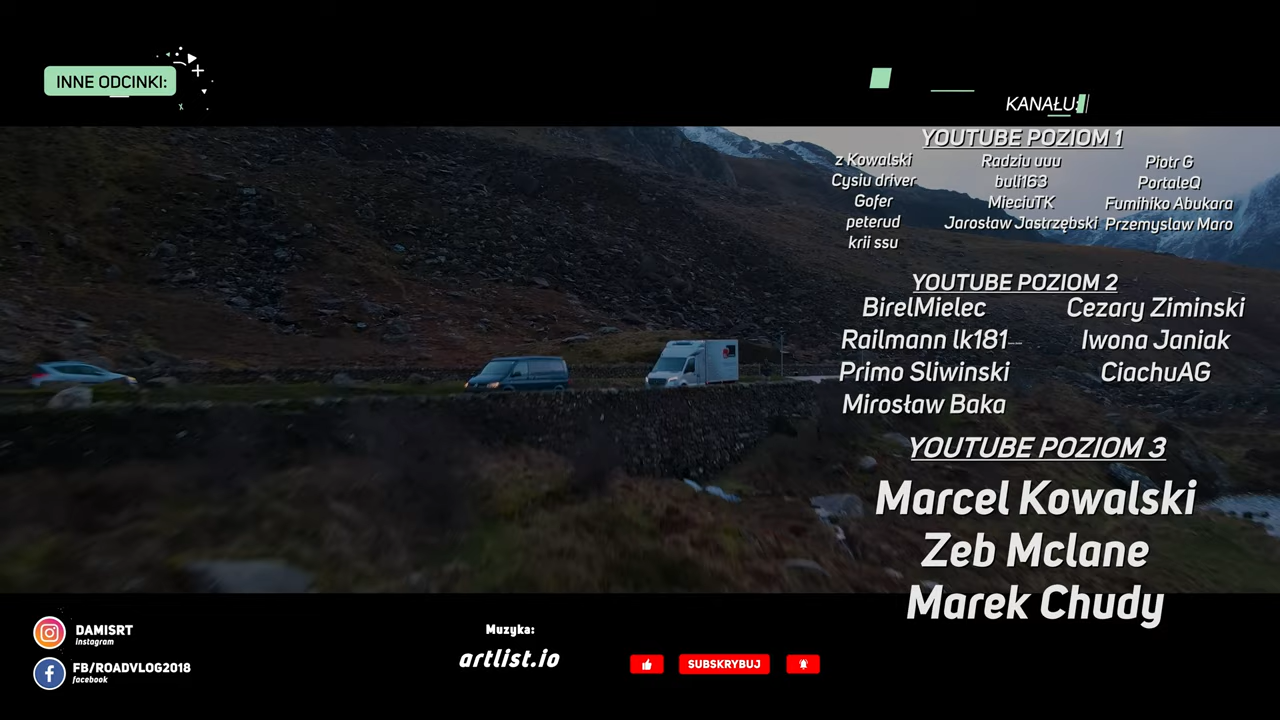 INNE ODCINKI:
KANAŁU:
YOUTUBE POZIOM 1
z Kowalski
Cysiu driver
Gofer
peterud
krii ssu
Radziu uuu
buli163
MieciuTK
Jarosław Jastrzębski
Piotr G
PortaleQ
Fumihiko Abukara
Przemyslaw Maro
YOUTUBE POZIOM 2
BirelMielec
Railmann lk181
Primo Sliwinski
Mirosław Baka
Cezary Ziminski
Iwona Janiak
CiachuAG
YOUTUBE POZIOM 3
Marcel Kowalski
Zeb Mclane
Marek Chudy
DAMISRT
instagram
FB/ROADVLOG2018
facebook
Muzyka:
artlist.io
SUBSKRYBUJ